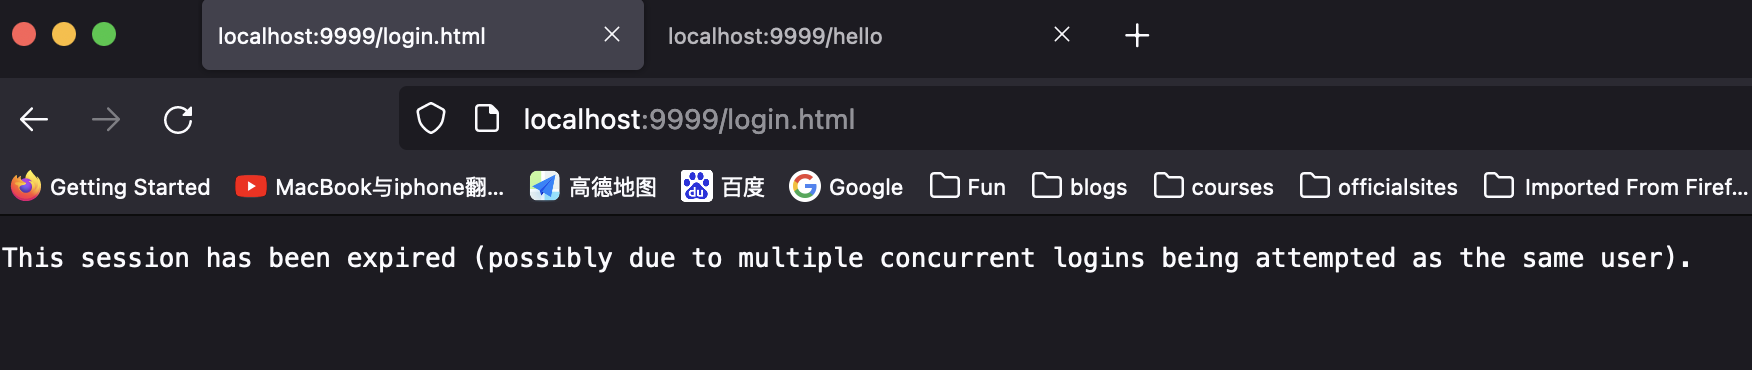 localhost:9999/login.html localhost:9999/hello
localhost:9999/login.html
Getting Started MacBook与iphone翻... 高德地图 du 百度 Google Fun blogs courses officialsites Imported From Firef...
This session has been expired (possibly due to multiple concurrent logins being attempted as the same user).